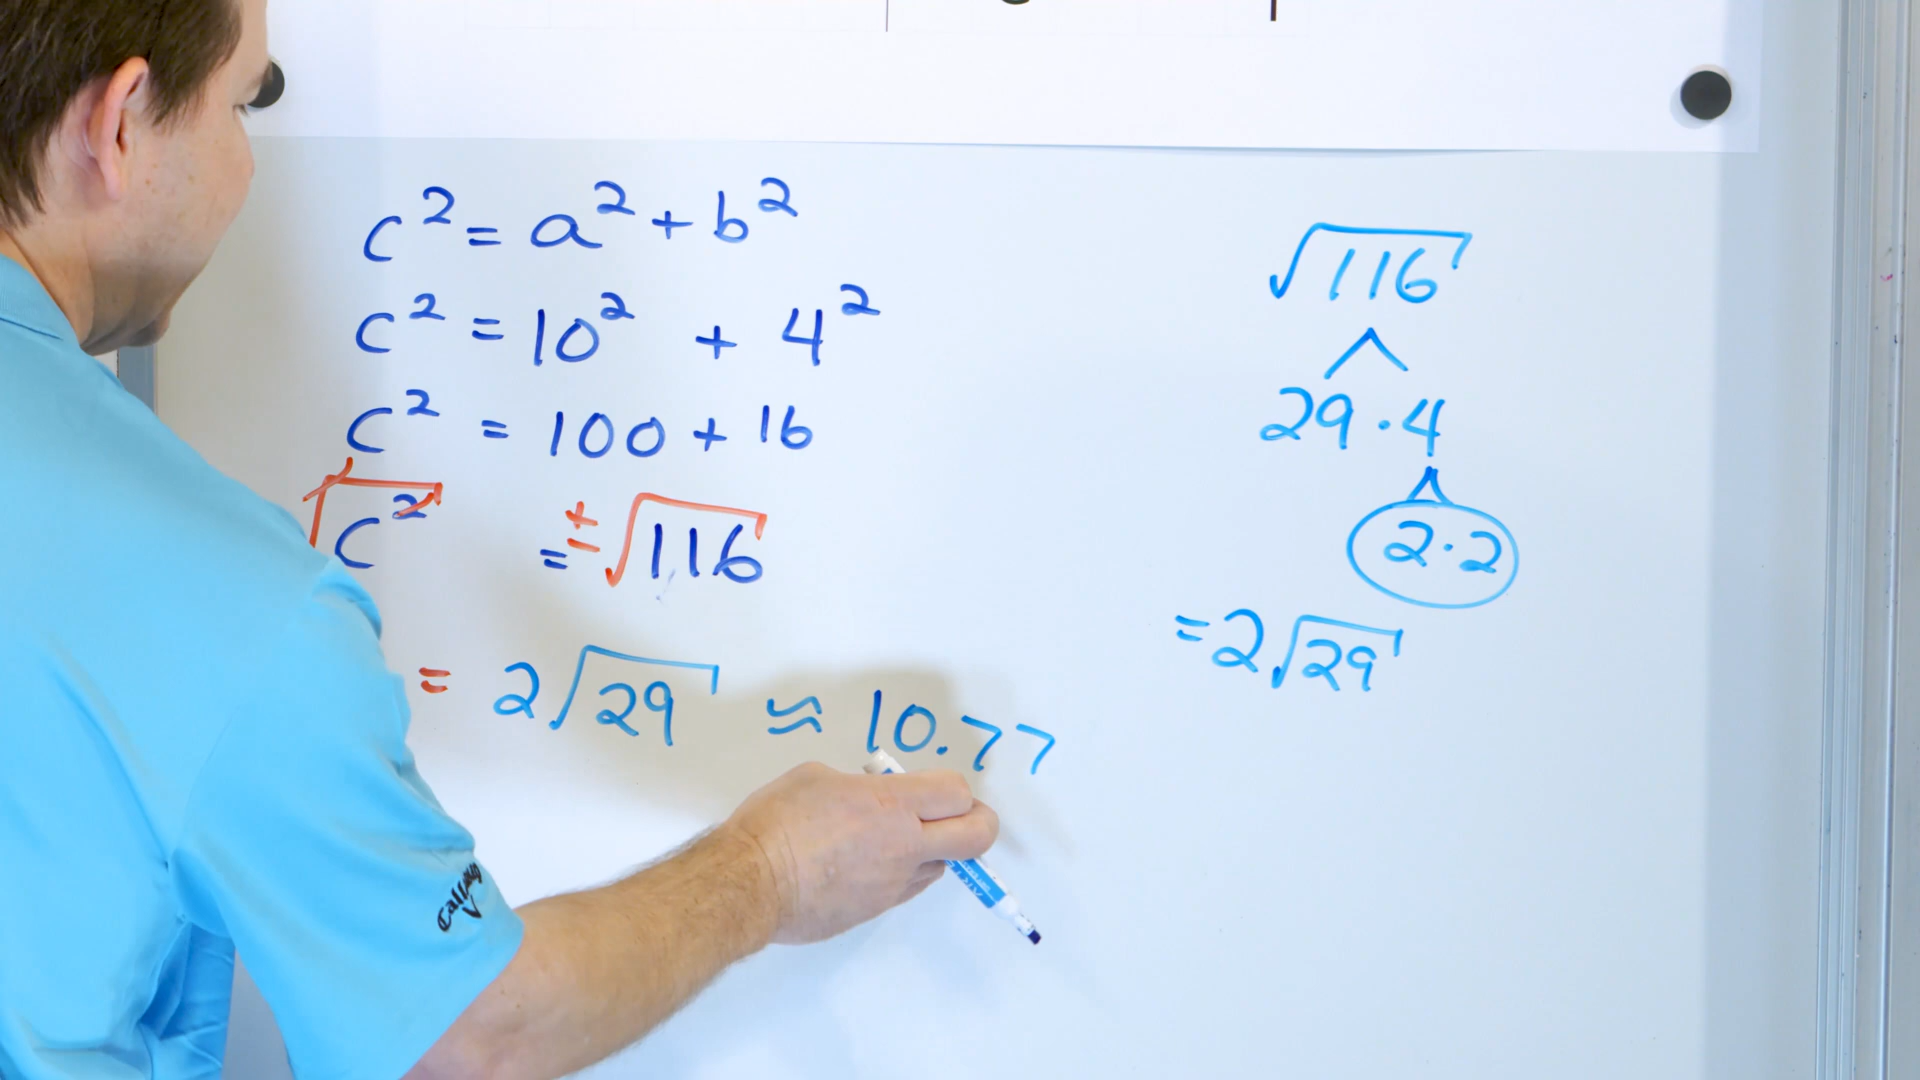 c² = a² + b²
c² = 10² + 4²
c² = 100 + 16
√c² = ±√116
= 2√29 ≈ 10.77
√116
29 · 4
2 · 2
= 2√29
Callaway